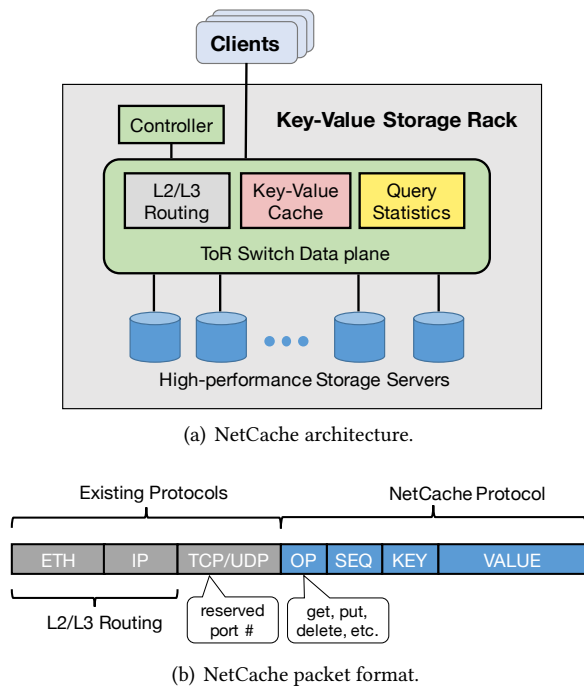 Clients
Key-Value Storage Rack
Controller
L2/L3
Routing
Key-Value
Cache
Query
Statistics
ToR Switch Data plane
High-performance Storage Servers
(a) NetCache architecture.
Existing Protocols
NetCache Protocol
ETH IP TCP/UDP OP SEQ KEY VALUE
L2/L3 Routing
reserved
port #
get, put,
delete, etc.
(b) NetCache packet format.